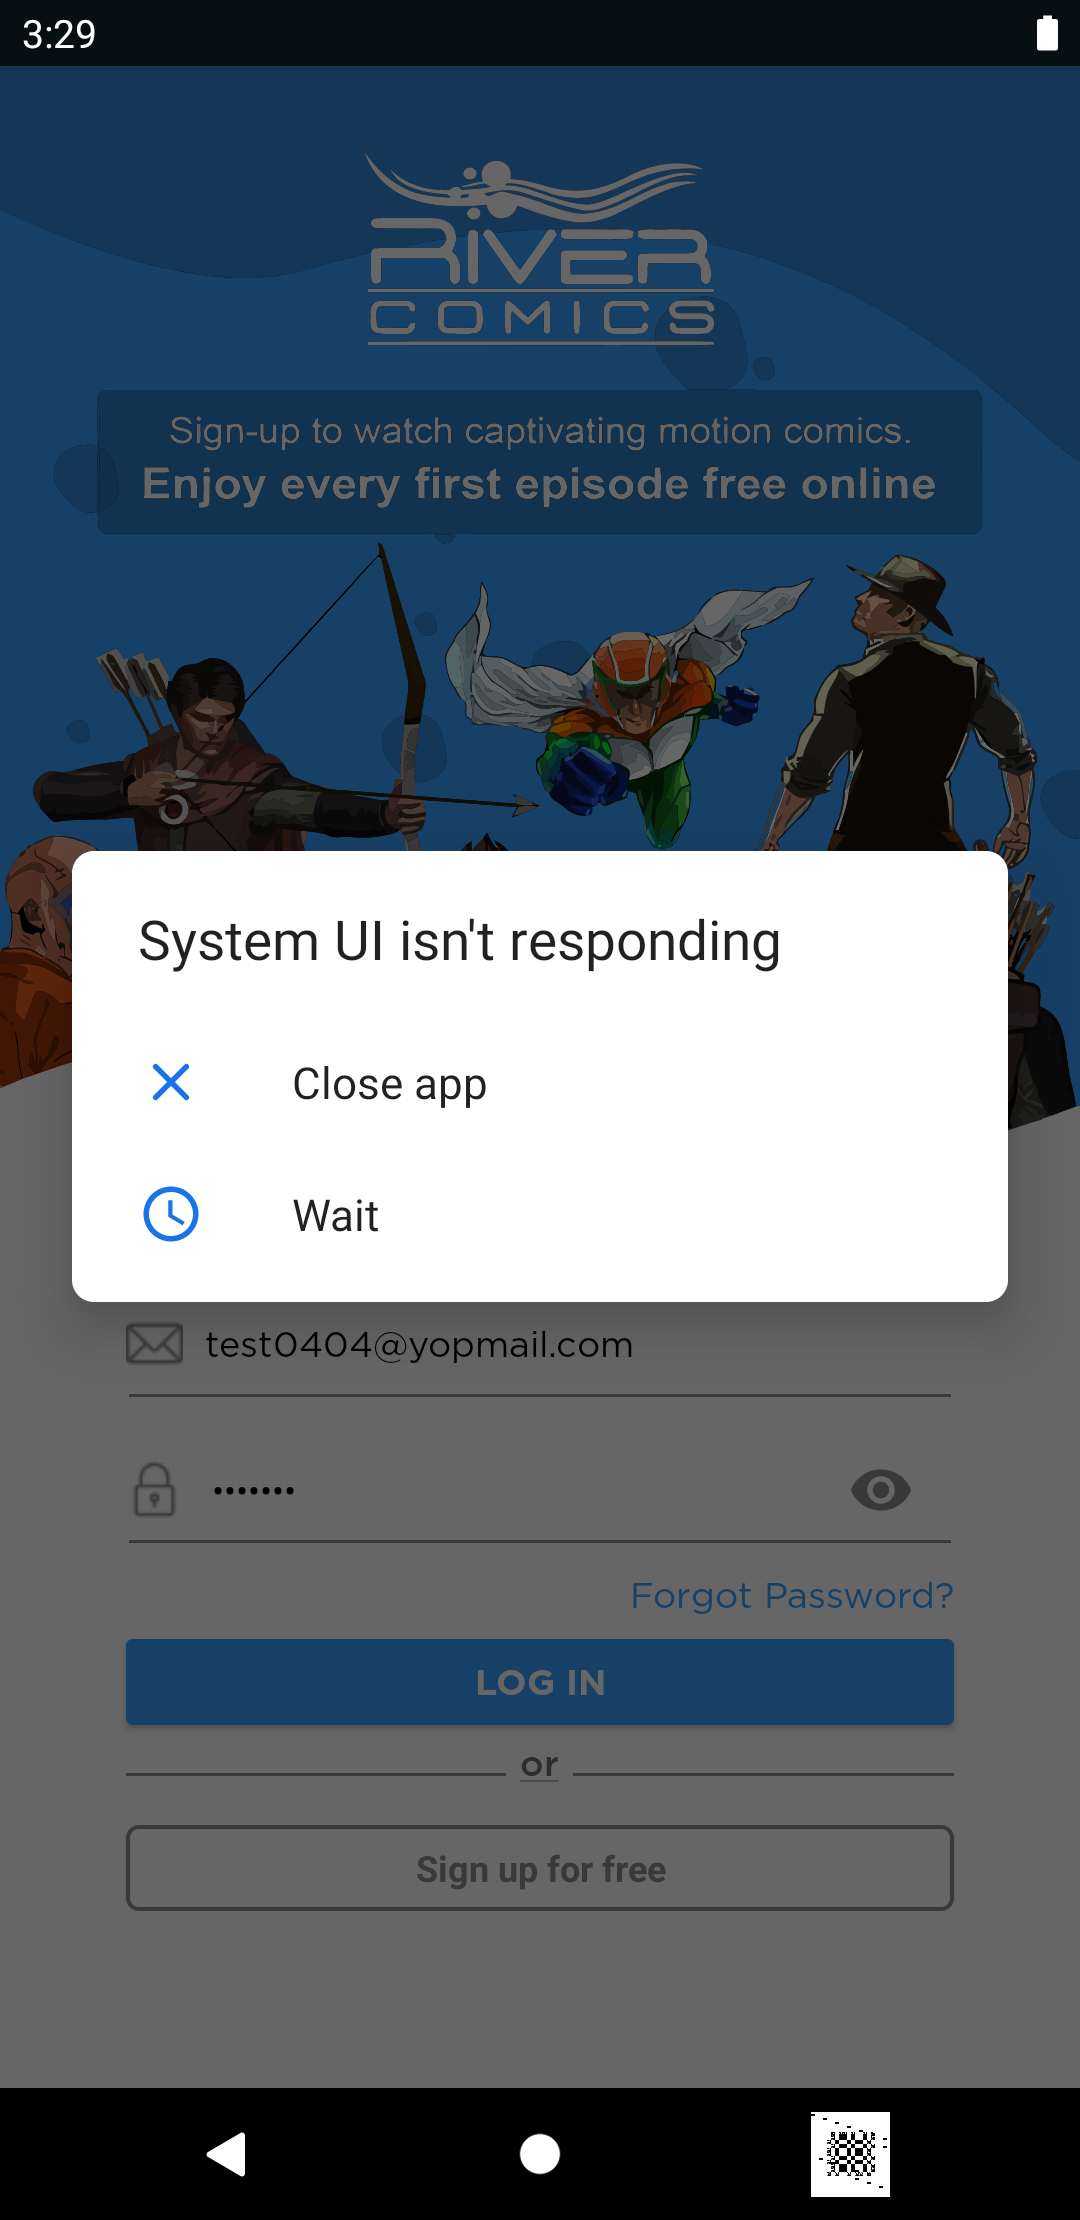 3:29
RiVER
COMICS
Sign-up to watch captivating motion comics.
Enjoy every first episode free online
System UI isn't responding
Close app
Wait
test0404@yopmail.com
•••••••
Forgot Password?
LOG IN
or
Sign up for free